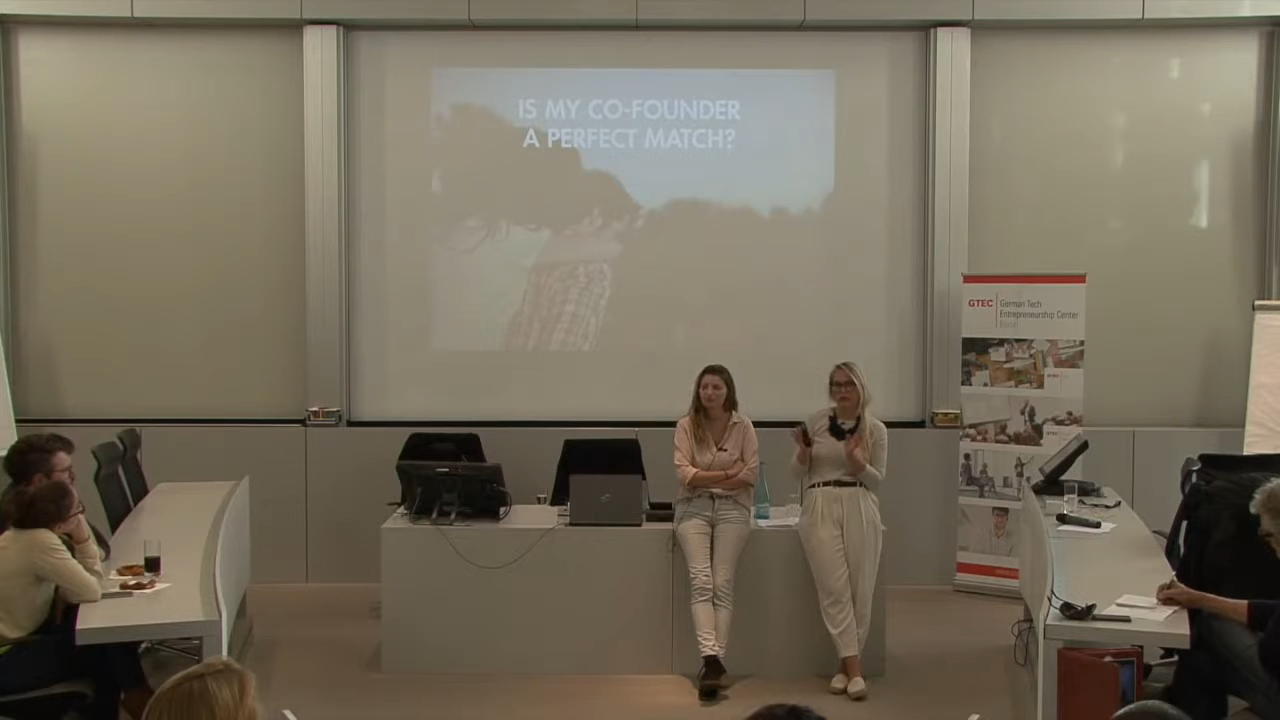 IS MY CO-FOUNDER
A PERFECT MATCH?
GTEC
German Tech
Entrepreneurship Center